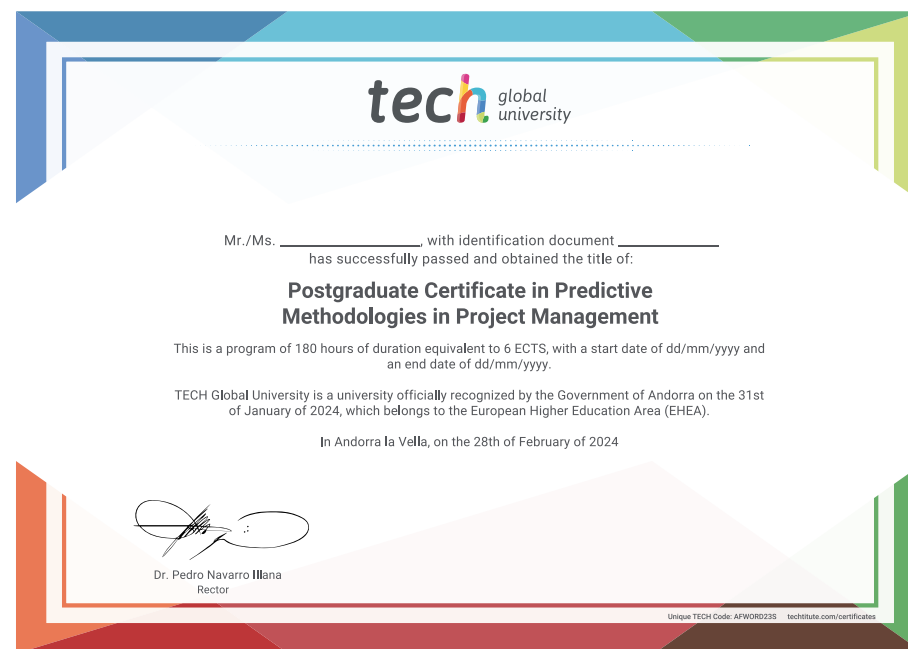 tech global
university
Mr./Ms. ____________________, with identification document ______________
has successfully passed and obtained the title of:
Postgraduate Certificate in Predictive
Methodologies in Project Management
This is a program of 180 hours of duration equivalent to 6 ECTS, with a start date of dd/mm/yyyy and
an end date of dd/mm/yyyy.
TECH Global University is a university officially recognized by the Government of Andorra on the 31st
of January of 2024, which belongs to the European Higher Education Area (EHEA).
In Andorra la Vella, on the 28th of February of 2024
Dr. Pedro Navarro Illana
Rector
Unique TECH Code: AFWORD23S techtitute.com/certificates